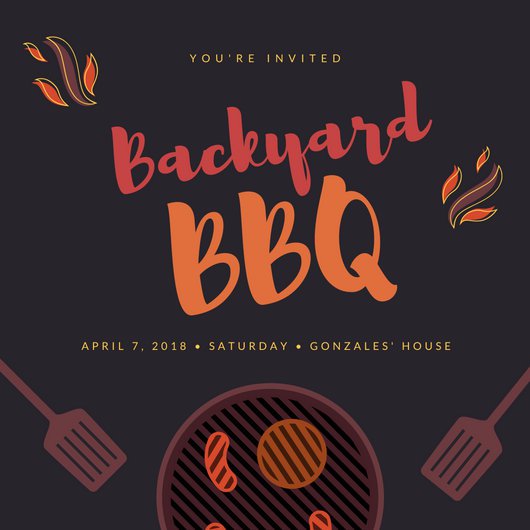 YOU'RE INVITED
Backyard
BBQ
APRIL 7, 2018 • SATURDAY • GONZALES' HOUSE